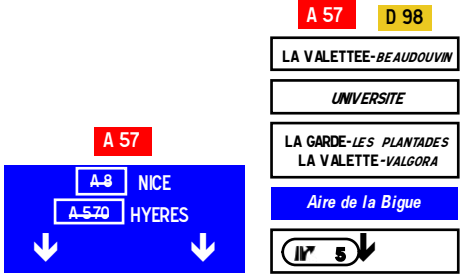 A 57
A 8 NICE
A 570 HYERES
A 57 D 98
LA VALETTEE-BEAUDOUVIN
UNIVERSITE
LA GARDE-LES PLANTADES
LA VALETTE-VALGORA
Aire de la Bigue
5